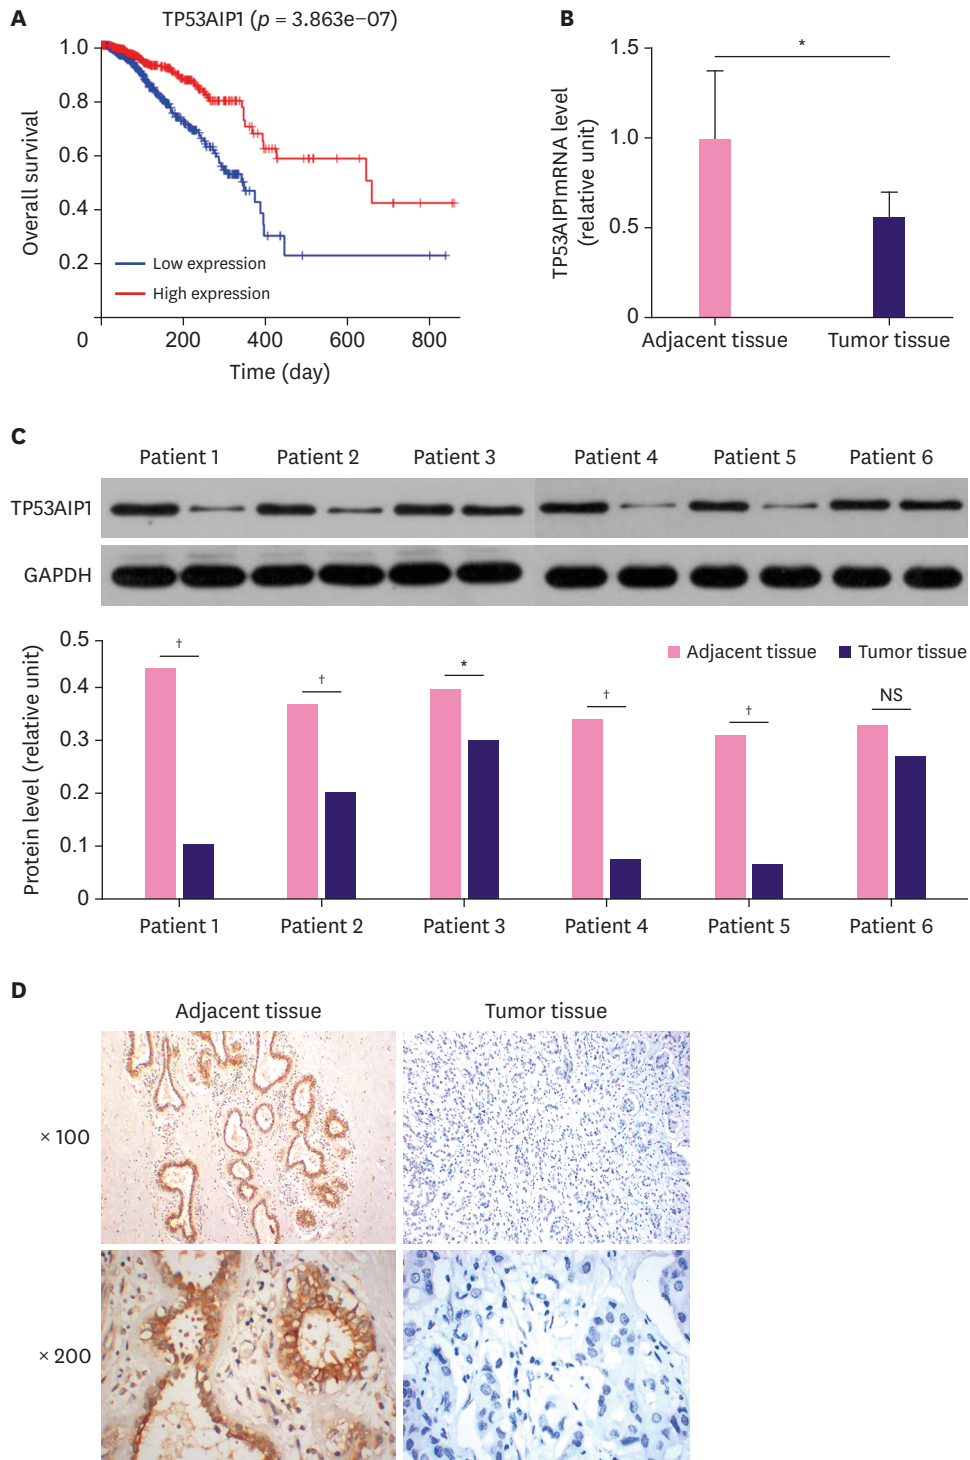 A
TP53AIP1 (p = 3.863e−07)
1.0
0.8
0.6
0.4
0.2
Overall survival
Low expression
High expression
0 200 400 600 800
Time (day)
B
*
1.5
1.0
0.5
0
TP53AIP1mRNA level
(relative unit)
Adjacent tissue Tumor tissue
C
Patient 1 Patient 2 Patient 3 Patient 4 Patient 5 Patient 6
TP53AIP1
GAPDH
0.5
0.4
0.3
0.2
0.1
0
Protein level (relative unit)
Adjacent tissue Tumor tissue
† † * † † NS
Patient 1 Patient 2 Patient 3 Patient 4 Patient 5 Patient 6
D
Adjacent tissue Tumor tissue
× 100
× 200